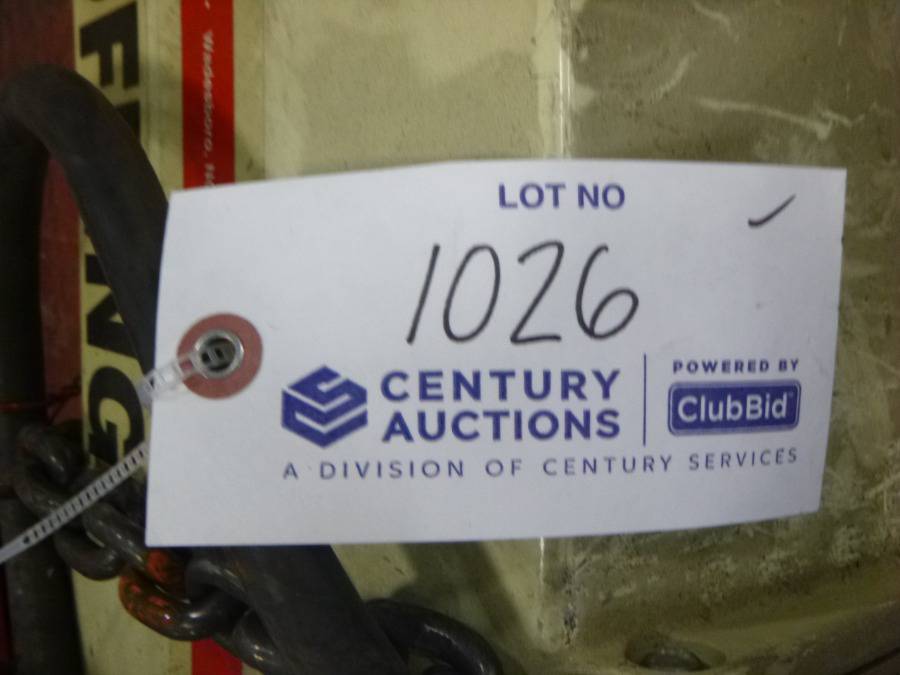 LOT NO
1026
CENTURY
AUCTIONS
POWERED BY
ClubBid
A DIVISION OF CENTURY SERVICES